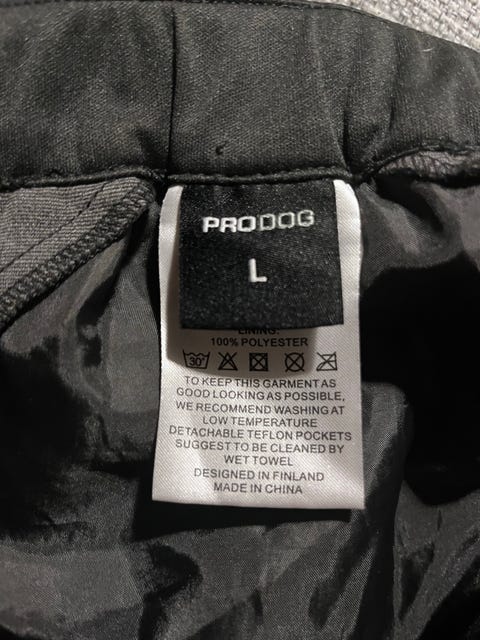 PRODOG
L
LINING:
100% POLYESTER
30°
TO KEEP THIS GARMENT AS
GOOD LOOKING AS POSSIBLE,
WE RECOMMEND WASHING AT
LOW TEMPERATURE
DETACHABLE TEFLON POCKETS
SUGGEST TO BE CLEANED BY
WET TOWEL
DESIGNED IN FINLAND
MADE IN CHINA